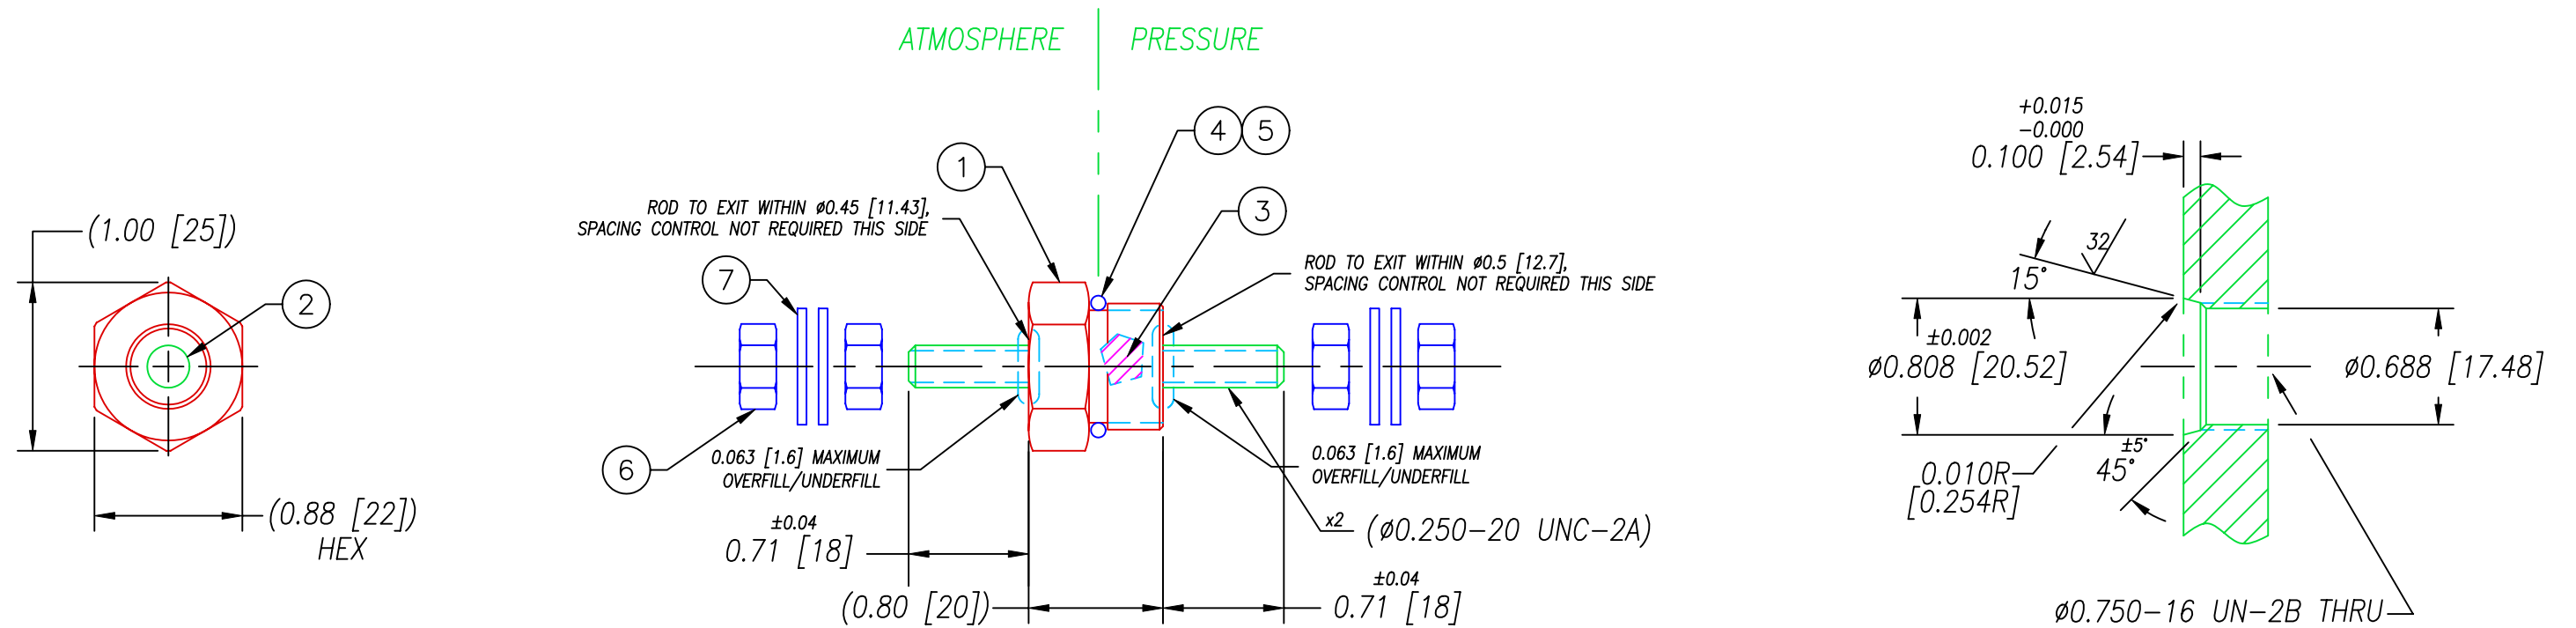 ATMOSPHERE
PRESSURE
(1.00 [25])
2
(0.88 [22])
HEX
1
4
5
3
7
6
ROD TO EXIT WITHIN ø0.45 [11.43],
SPACING CONTROL NOT REQUIRED THIS SIDE
ROD TO EXIT WITHIN ø0.5 [12.7],
SPACING CONTROL NOT REQUIRED THIS SIDE
0.063 [1.6] MAXIMUM
OVERFILL/UNDERFILL
0.063 [1.6] MAXIMUM
OVERFILL/UNDERFILL
±0.04
0.71 [18]
(0.80 [20])
x2 (ø0.250-20 UNC-2A)
±0.04
0.71 [18]
+0.015
-0.000
0.100 [2.54]
32
15°
±0.002
ø0.808 [20.52]
ø0.688 [17.48]
0.010R
[0.254R]
±5°
45°
ø0.750-16 UN-2B THRU